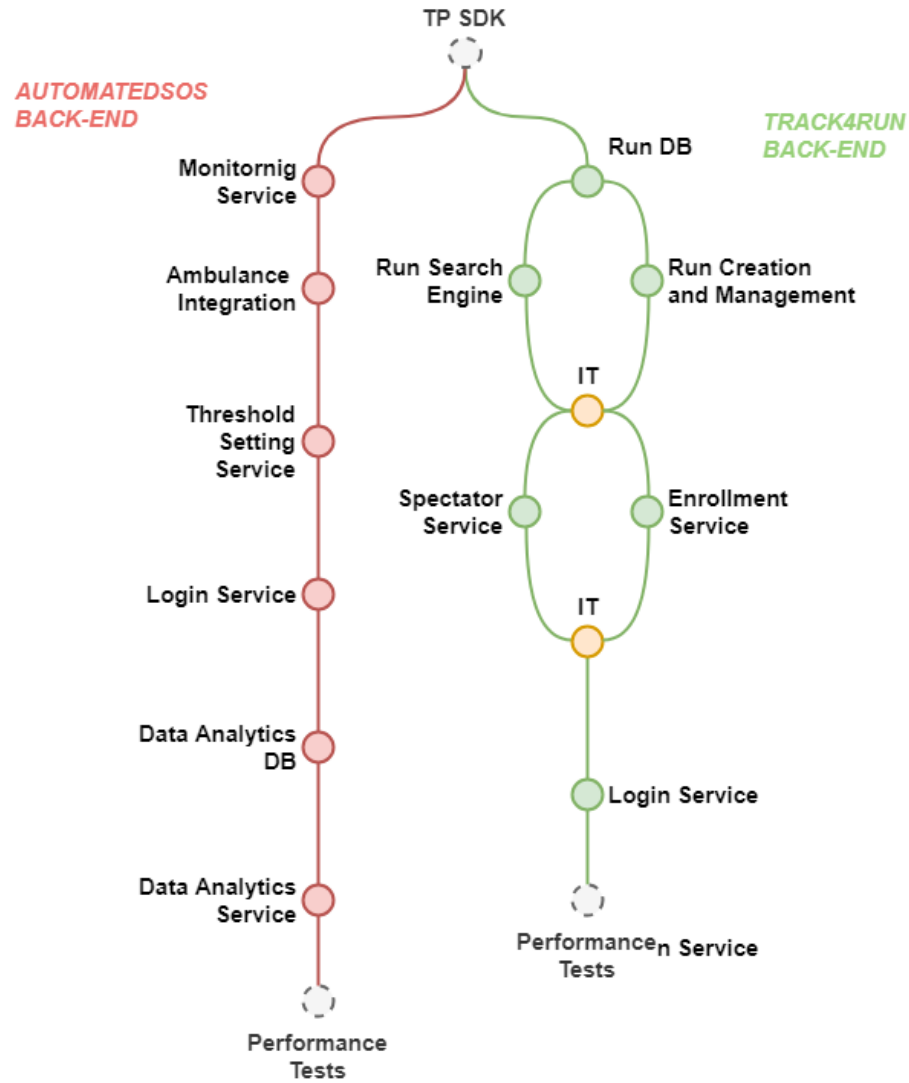 TP SDK
AUTOMATEDSOS
BACK-END
TRACK4RUN
BACK-END
Monitornig
Service
Run DB
Ambulance
Integration
Run Search
Engine
Run Creation
and Management
IT
Threshold
Setting
Service
Spectator
Service
Enrollment
Service
Login Service
IT
Data Analytics
DB
Login Service
Data Analytics
Service
Performance
Tests
n Service
Performance
Tests